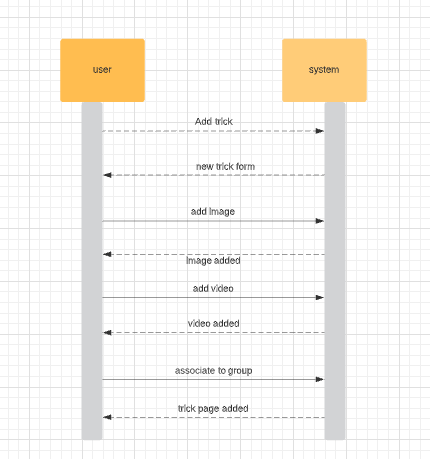 user
system
Add trick
new trick form
add image
image added
add video
video added
associate to group
trick page added